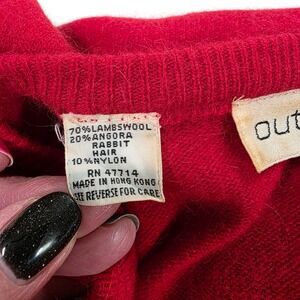 70% LAMBSWOOL
20% ANGORA
RABBIT
HAIR
10% NYLON
RN 47714
MADE IN HONG KONG
SEE REVERSE FOR CARE
out